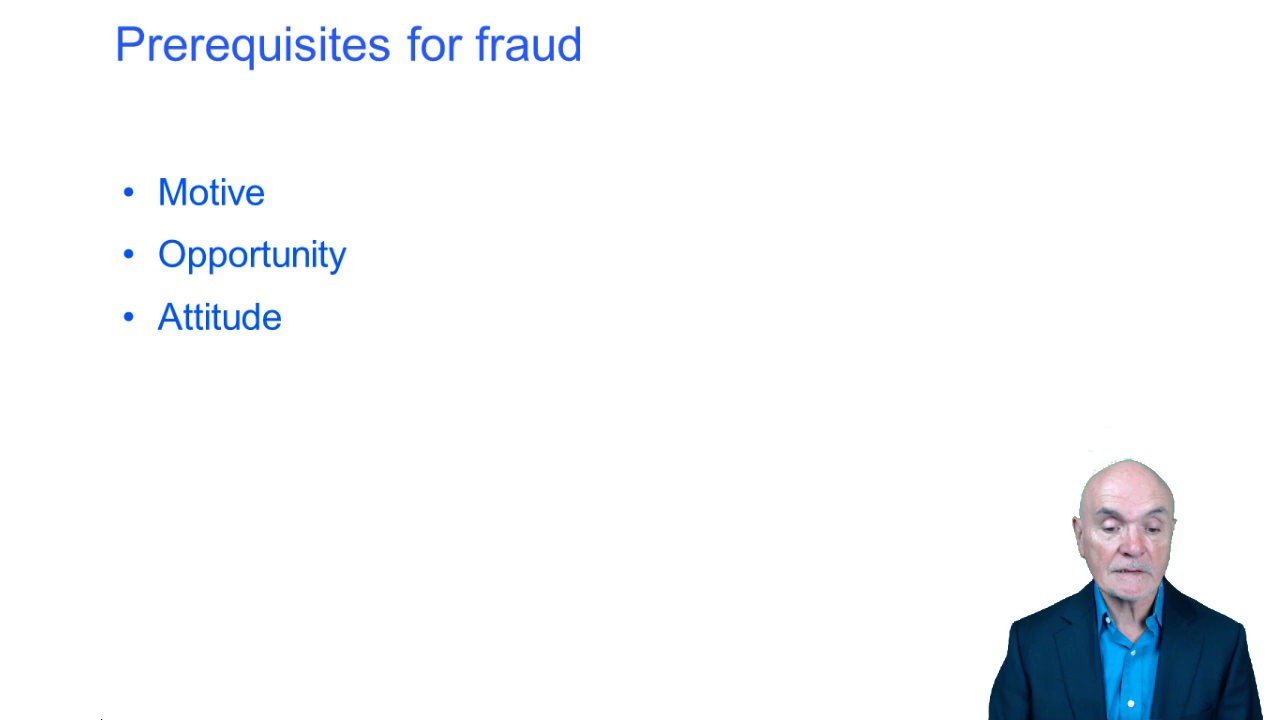 Prerequisites for fraud
• Motive
• Opportunity
• Attitude